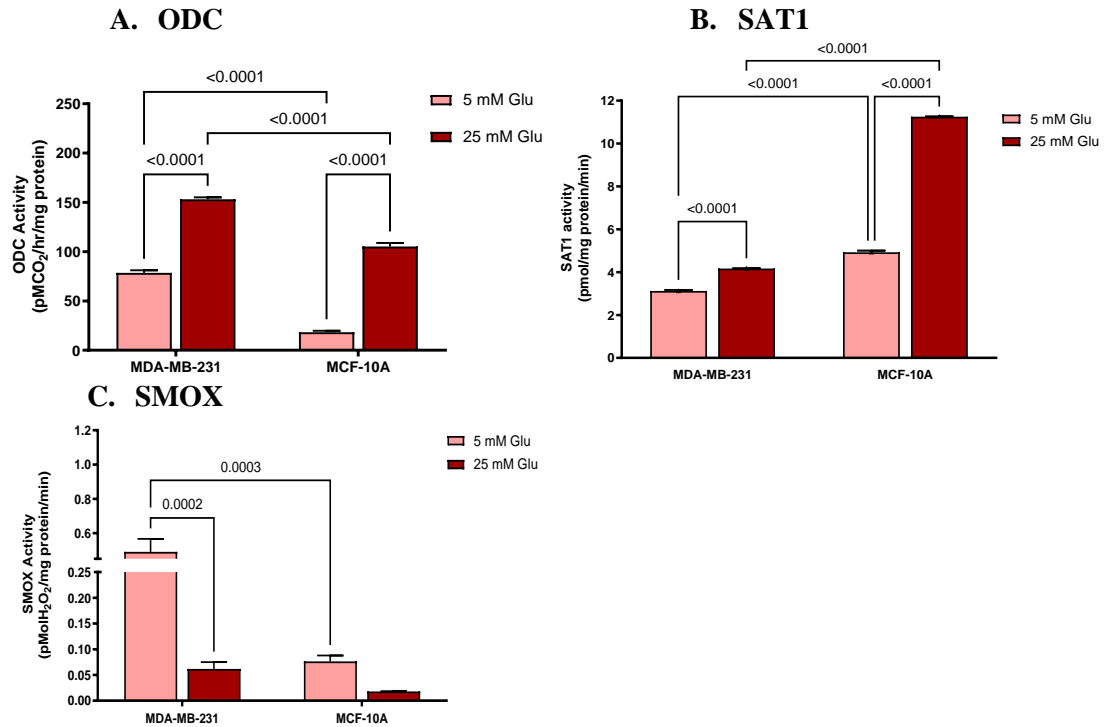 A. ODC
<0.0001
<0.0001
<0.0001
<0.0001
5 mM Glu
25 mM Glu
250
200
150
100
50
0
ODC Activity
(pMCO₂/hr/mg protein)
MDA-MB-231
MCF-10A
B. SAT1
<0.0001
<0.0001
<0.0001
<0.0001
5 mM Glu
25 mM Glu
12
10
8
6
4
2
0
SAT1 activity
(pmol/mg protein/min)
MDA-MB-231
MCF-10A
C. SMOX
5 mM Glu
25 mM Glu
0.0003
0.0002
1.2
1.0
0.8
0.6
0.25
0.20
0.15
0.10
0.05
0.00
SMOX Activity
(pMolH₂O₂/mg protein/min)
MDA-MB-231
MCF-10A